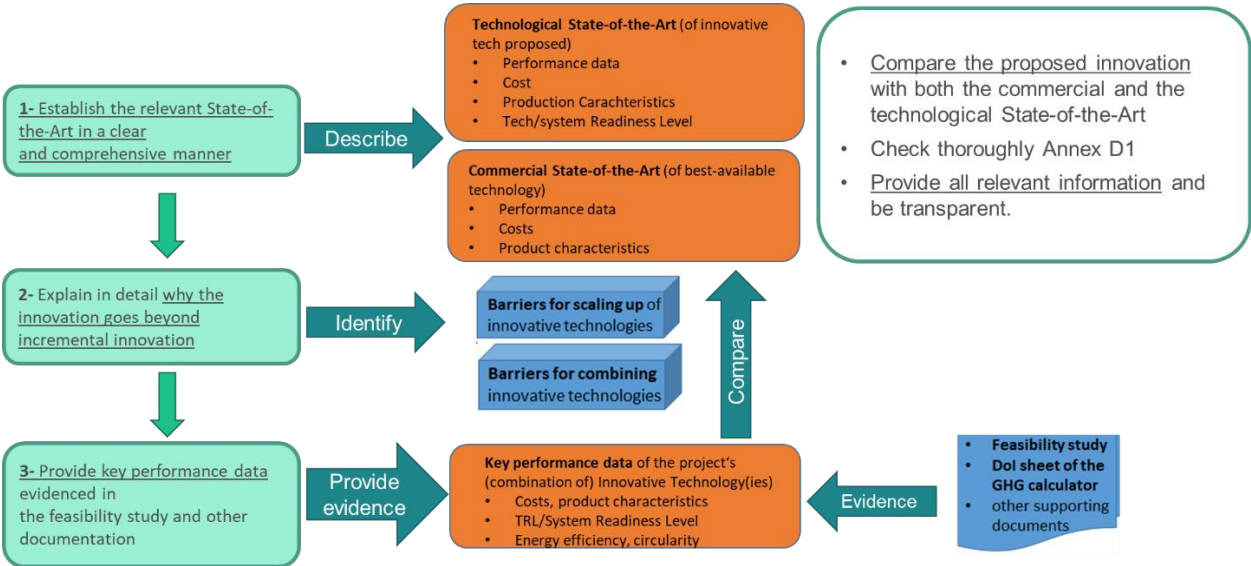 1- Establish the relevant State-of-
the-Art in a clear
and comprehensive manner
Describe
Technological State-of-the-Art (of innovative
tech proposed)
• Performance data
• Cost
• Production Carachteristics
• Tech/system Readiness Level
Commercial State-of-the-Art (of best-available
technology)
• Performance data
• Costs
• Product characteristics
• Compare the proposed innovation
with both the commercial and the
technological State-of-the-Art
• Check thoroughly Annex D1
• Provide all relevant information and
be transparent.
2- Explain in detail why the
innovation goes beyond
incremental innovation
Identify
Barriers for scaling up of
innovative technologies
Barriers for combining
innovative technologies
Compare
3- Provide key performance data
evidenced in
the feasibility study and other
documentation
Provide
evidence
Key performance data of the project's
(combination of) Innovative Technology(ies)
• Costs, product characteristics
• TRL/System Readiness Level
• Energy efficiency, circularity
Evidence
• Feasibility study
• DoI sheet of the
GHG calculator
• other supporting
documents